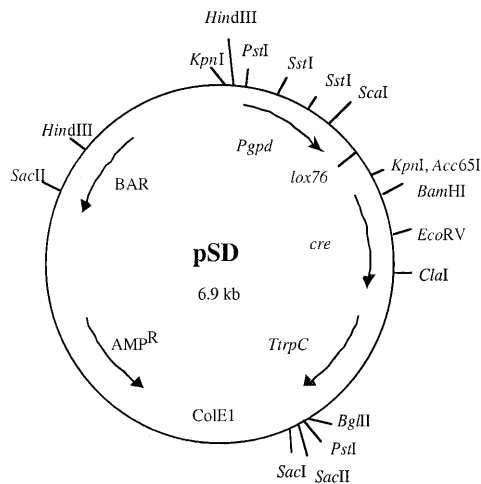 HindIII
KpnI
PstI
SstI
SstI
ScaI
HindIII
Pgpd
lox76
KpnI, Acc65I
SacII
BAR
BamHI
cre
EcoRV
pSD
ClaI
6.9 kb
AMPR
TtrpC
ColE1
BglII
PstI
SacI
SacII